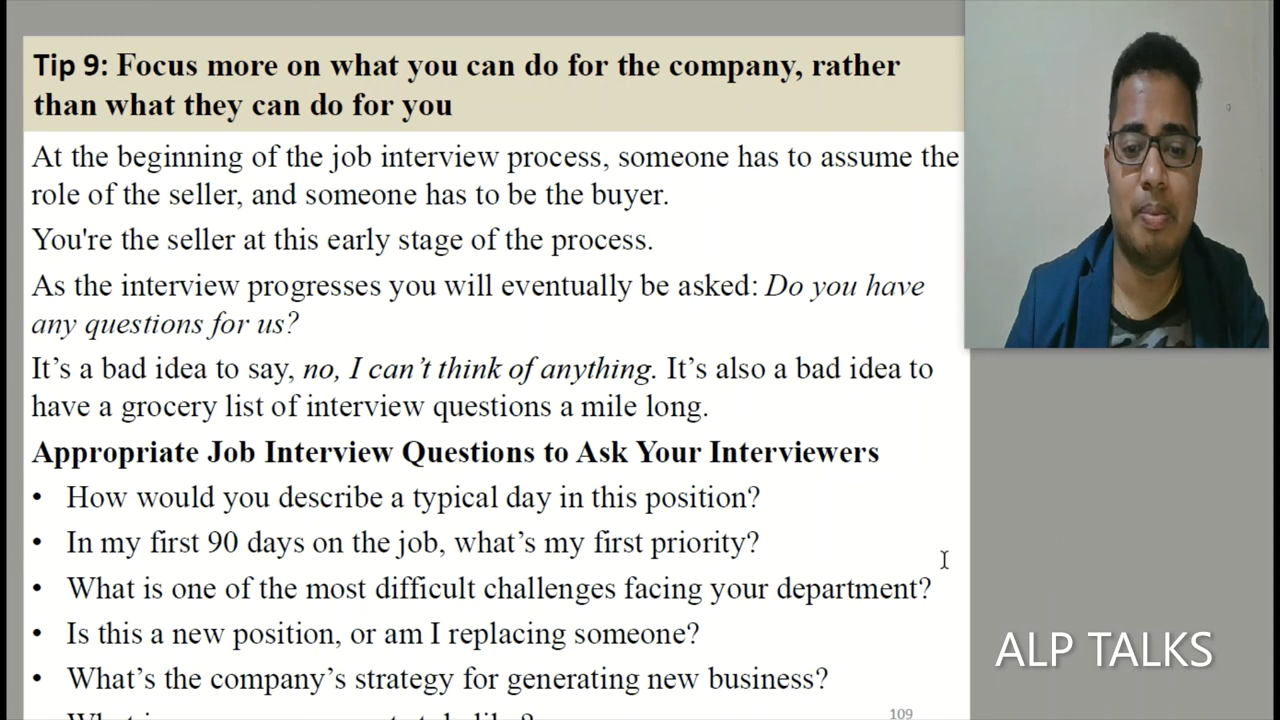 Tip 9: Focus more on what you can do for the company, rather
than what they can do for you
At the beginning of the job interview process, someone has to assume the
role of the seller, and someone has to be the buyer.
You're the seller at this early stage of the process.
As the interview progresses you will eventually be asked: Do you have
any questions for us?
It’s a bad idea to say, no, I can’t think of anything. It’s also a bad idea to
have a grocery list of interview questions a mile long.
Appropriate Job Interview Questions to Ask Your Interviewers
• How would you describe a typical day in this position?
• In my first 90 days on the job, what’s my first priority?
• What is one of the most difficult challenges facing your department?
• Is this a new position, or am I replacing someone?
• What’s the company’s strategy for generating new business?
What is
109
ALP TALKS